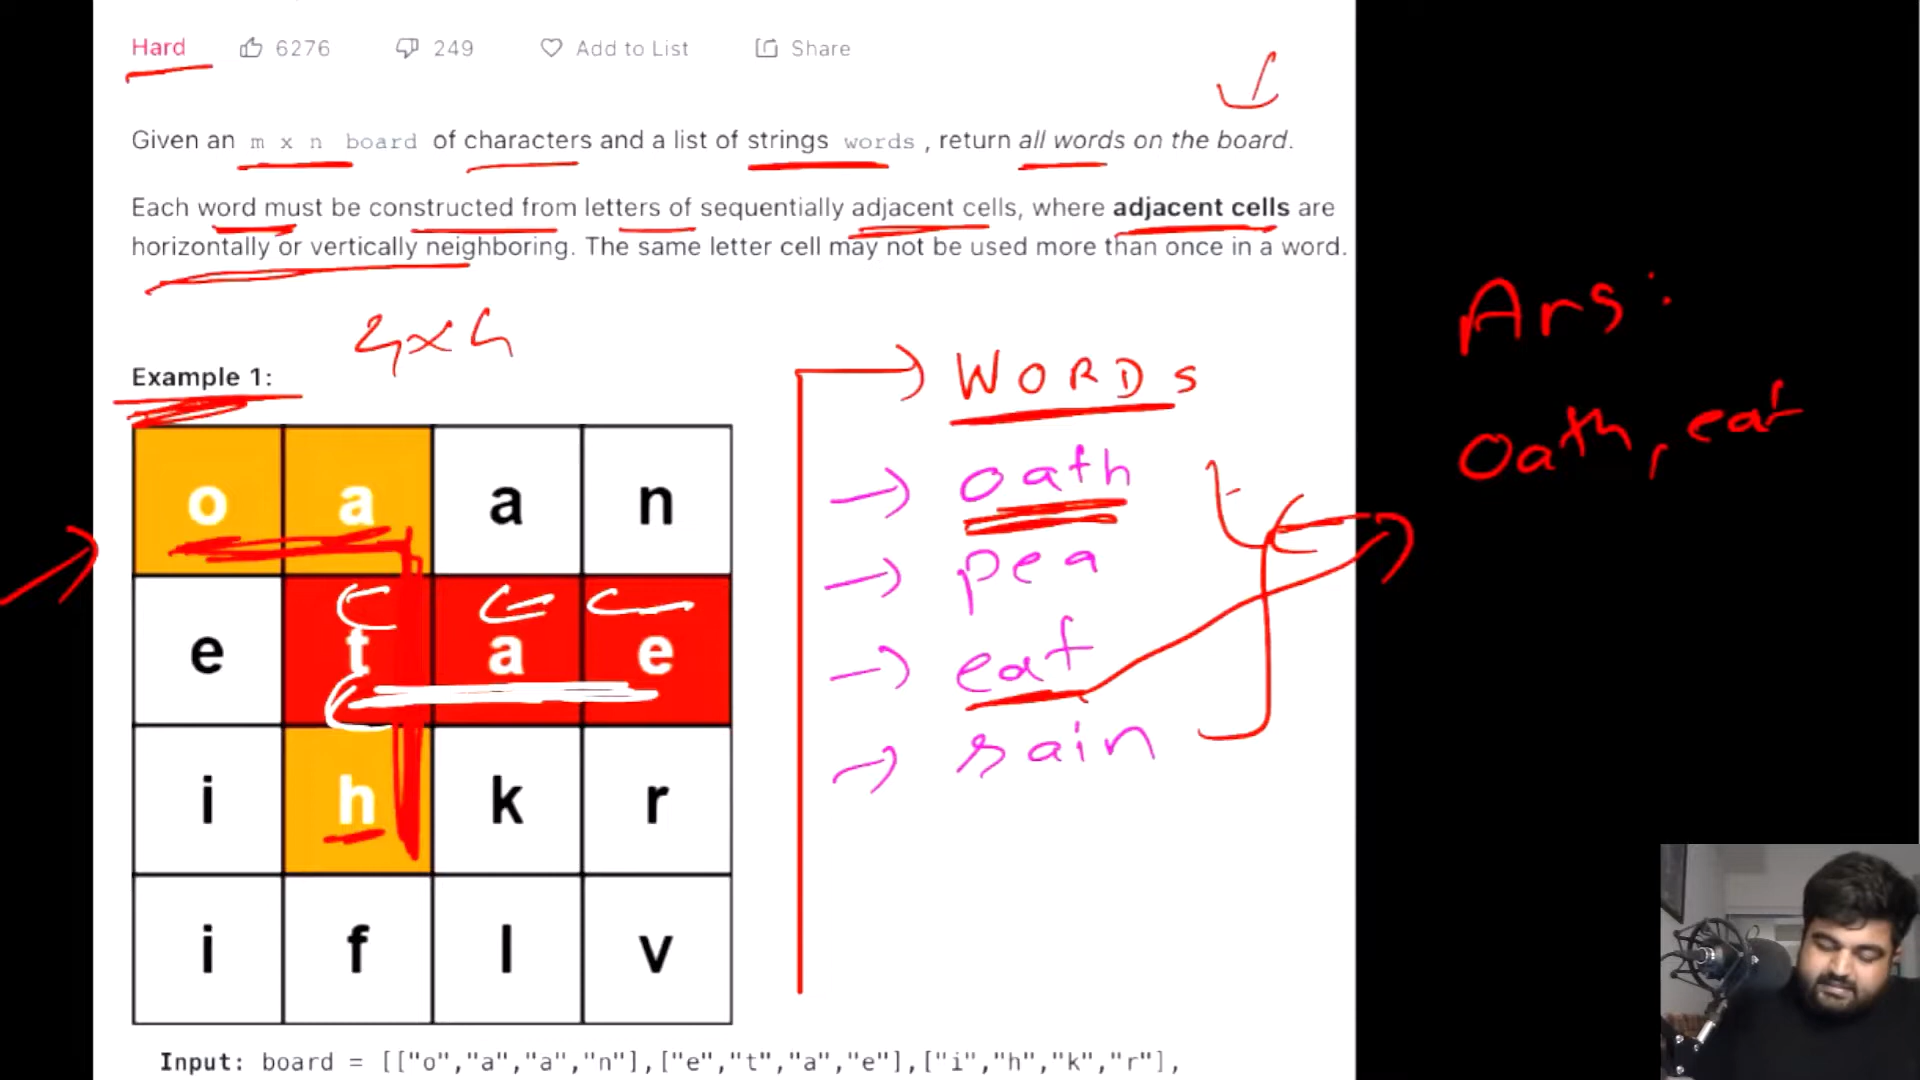 Hard 6276 249 Add to List Share
Given an m x n board of characters and a list of strings words , return all words on the board.
Each word must be constructed from letters of sequentially adjacent cells, where adjacent cells are
horizontally or vertically neighboring. The same letter cell may not be used more than once in a word.
4x4
Example 1:
WORDs
oath
pea
eat
rain
o a a n
e t a e
i h k r
i f l v
Ans:
Oath, eat
Input: board = [["o","a","a","n"],["e","t","a","e"],["i","h","k","r"],